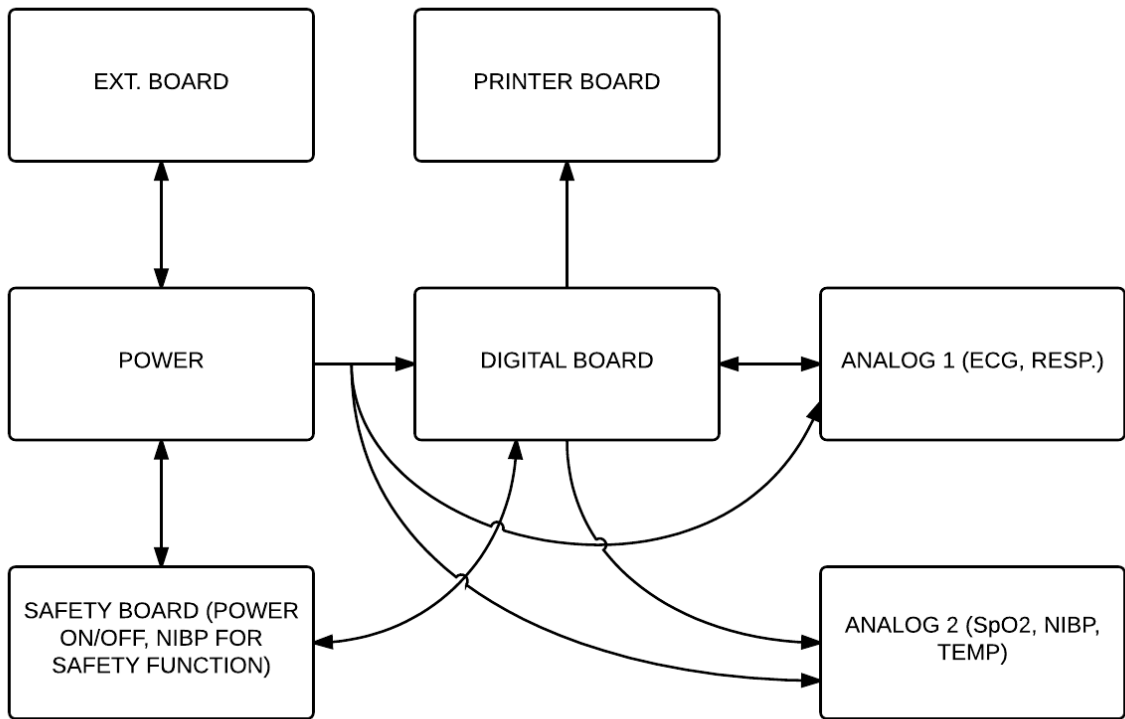 EXT. BOARD
PRINTER BOARD
POWER
DIGITAL BOARD
ANALOG 1 (ECG, RESP.)
SAFETY BOARD (POWER
ON/OFF, NIBP FOR
SAFETY FUNCTION)
ANALOG 2 (SpO2, NIBP,
TEMP)